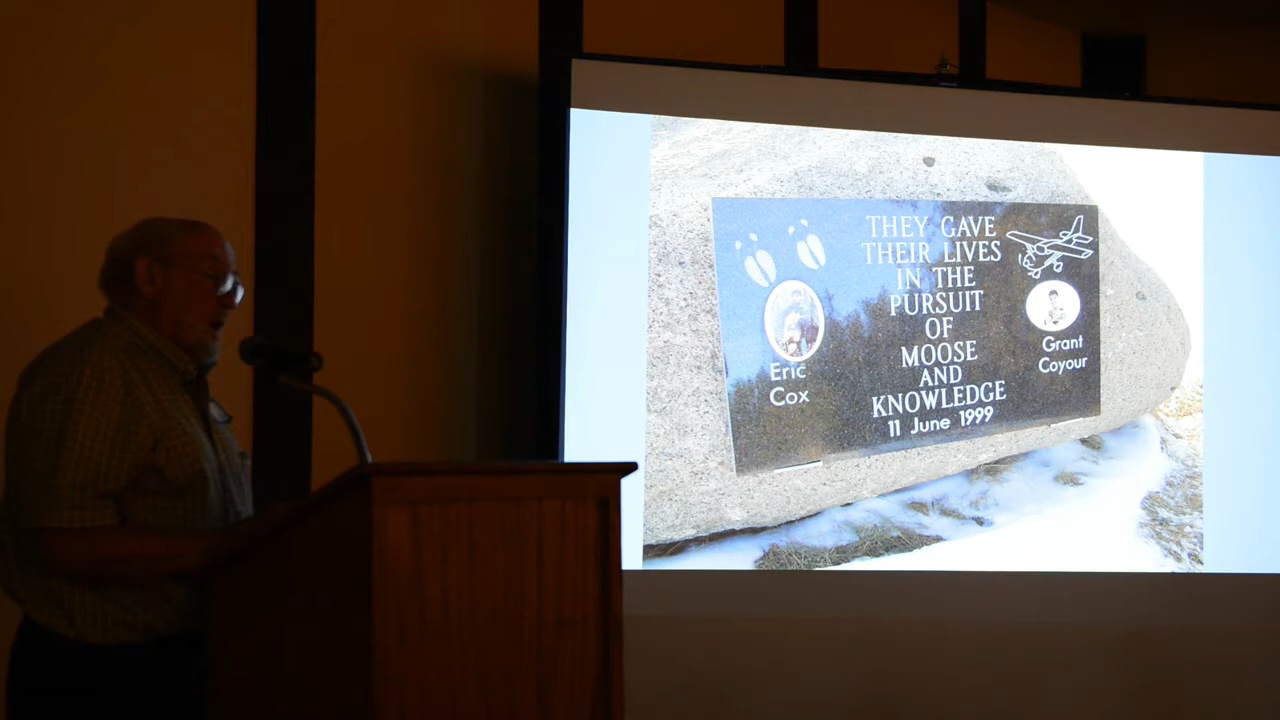 THEY GAVE
THEIR LIVES
IN THE
PURSUIT
OF
MOOSE
AND
KNOWLEDGE
11 June 1999
Eric
Cox
Grant
Coyour